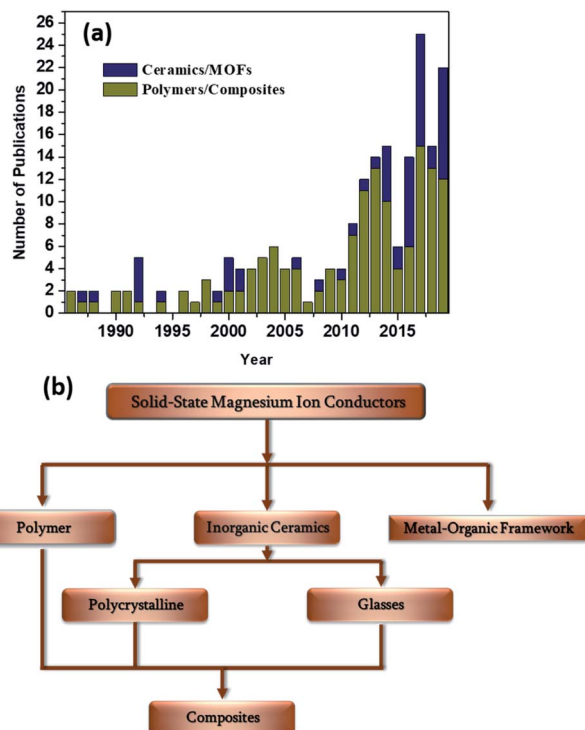 (a)
Ceramics/MOFs
Polymers/Composites
Number of Publications
26
24
22
20
18
16
14
12
10
8
6
4
2
0
1990 1995 2000 2005 2010 2015
Year
(b)
Solid-State Magnesium Ion Conductors
Polymer Inorganic Ceramics Metal-Organic Framework
Polycrystalline Glasses
Composites